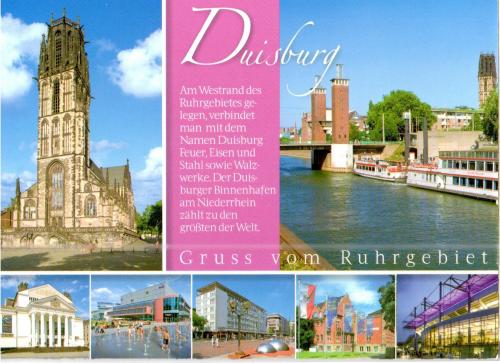 Duisburg
Am Westrand des
Ruhrgebietes ge-
legen, verbindet
man mit dem
Namen Duisburg
Feuer, Eisen und
Stahl sowie Walz-
werke. Der Duis-
burger Binnenhafen
am Niederrhein
zählt zu den
größten der Welt.
Gruss vom Ruhrgebiet